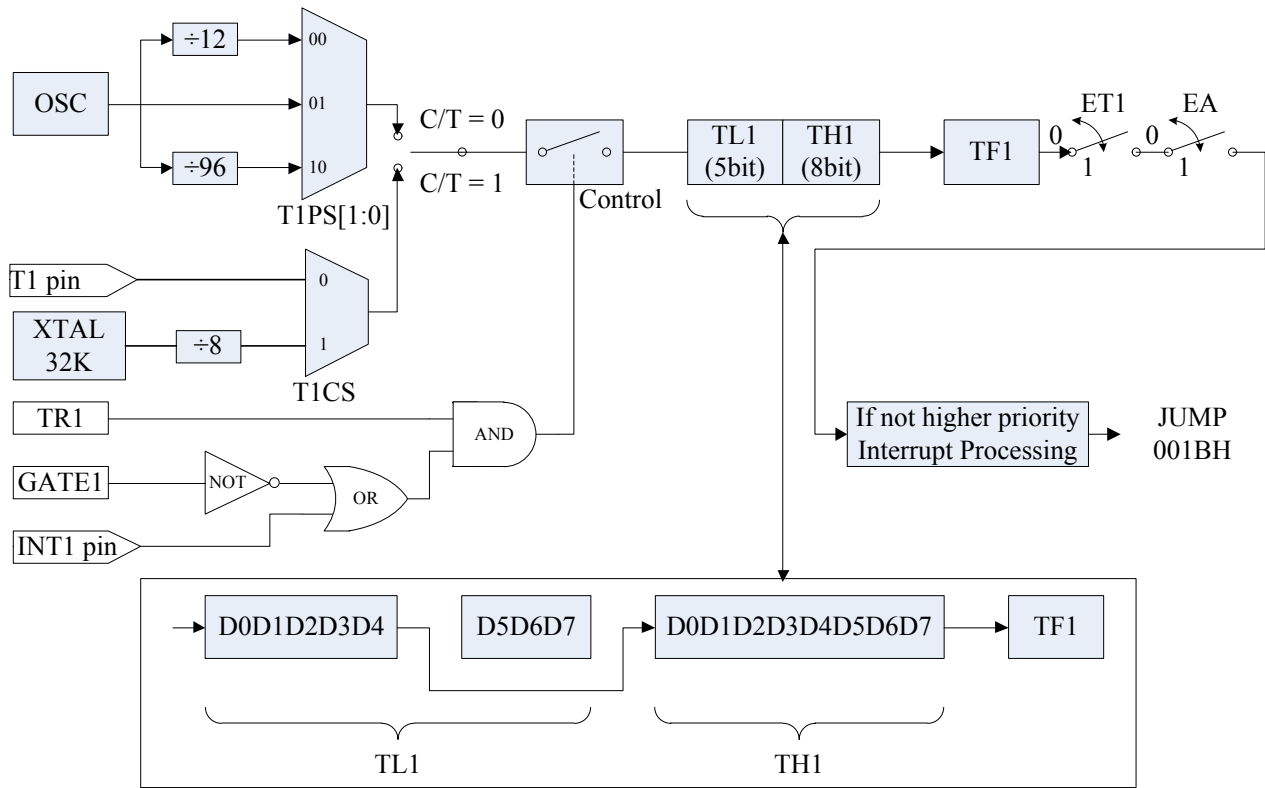 ÷12
00
OSC
01
÷96
10
T1PS[1:0]
C/T = 0
C/T = 1
Control
TL1
(5bit)
TH1
(8bit)
TF1
ET1
0
1
EA
0
1
T1 pin
0
XTAL
32K
÷8
1
T1CS
TR1
AND
GATE1
NOT
OR
INT1 pin
If not higher priority
Interrupt Processing
JUMP
001BH
D0D1D2D3D4
D5D6D7
D0D1D2D3D4D5D6D7
TF1
TL1
TH1